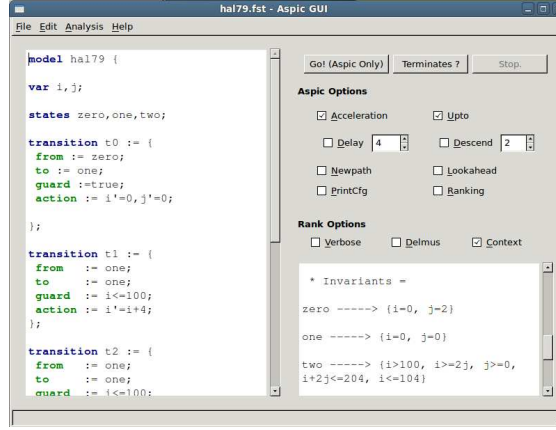 hal79.fst - Aspic GUI
File Edit Analysis Help
model hal79 {
var i,j;
states zero,one,two;
transition t0 := {
from := zero;
to := one;
guard :=true;
action := i'=0,j'=0;
};
transition t1 := {
from := one;
to := one;
guard := i<=100;
action := i'=i+4;
};
transition t2 := {
from := one;
to := one;
guard := i<=100;
Go! (Aspic Only) Terminates ? Stop.
Aspic Options
Acceleration Upto
Delay 4 Descend 2
Newpath Lookahead
PrintCfg Ranking
Rank Options
Verbose Delmus Context
* Invariants =
zero -----> {i=0, j=2}
one -----> {i=0, j=0}
two -----> {i>100, i>=2j, j>=0,
i+2j<=204, i<=104}